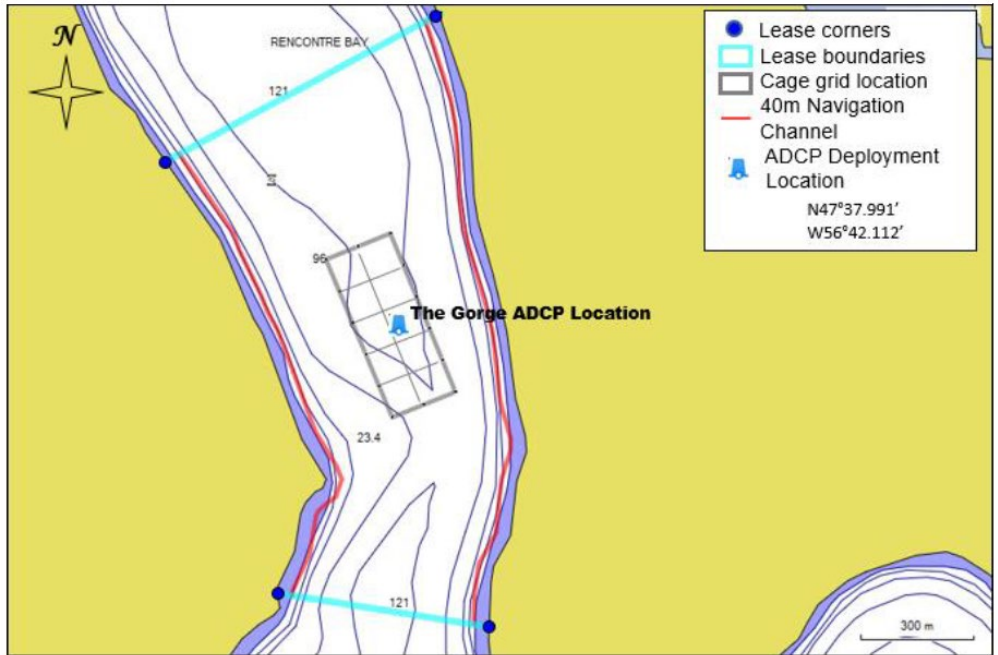 N
RENCONTRE BAY
121
96
The Gorge ADCP Location
23.4
121
Lease corners
Lease boundaries
Cage grid location
40m Navigation
Channel
ADCP Deployment
Location
N47°37.991’
W56°42.112’
300 m